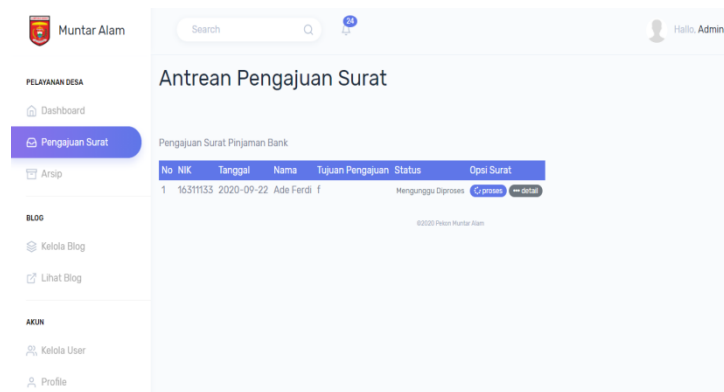 Muntar Alam
Search
24
Hallo, Admin
PELAYANAN DESA
Dashboard
Pengajuan Surat
Arsip
BLOG
Kelola Blog
Lihat Blog
AKUN
Kelola User
Profile
Antrean Pengajuan Surat
Pengajuan Surat Pinjaman Bank
No NIK Tanggal Nama Tujuan Pengajuan Status Opsi Surat
1 16311133 2020-09-22 Ade Ferdi f Mengunggu Diproses proses detail
©2020 Pekon Muntar Alam